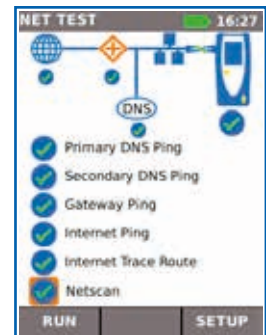 NET TEST 16:27
DNS
Primary DNS Ping
Secondary DNS Ping
Gateway Ping
Internet Ping
Internet Trace Route
Netscan
RUN SETUP